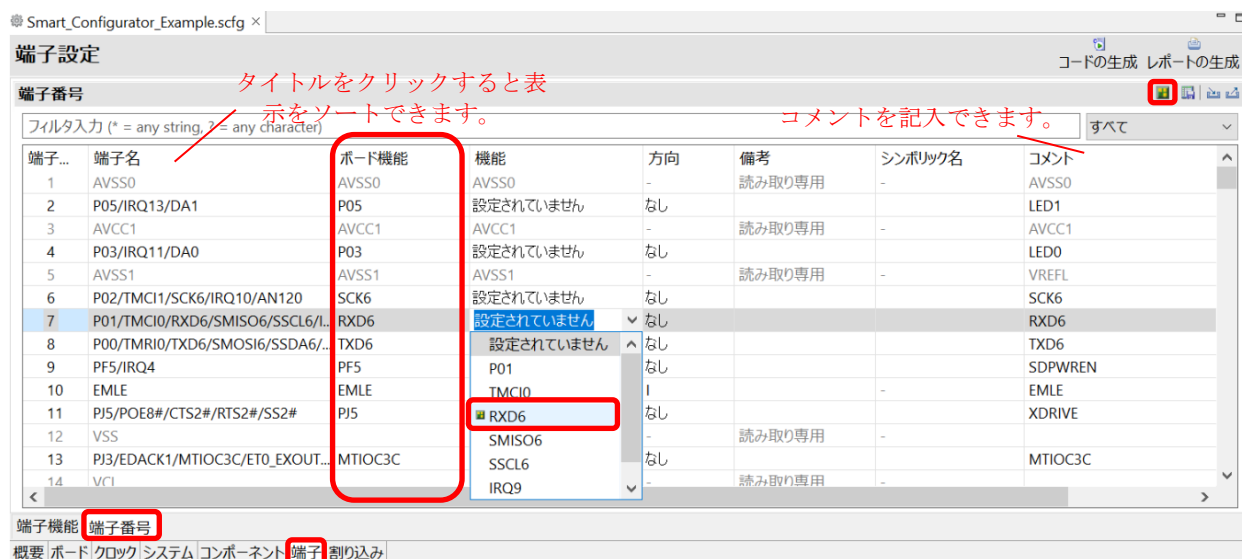 Smart_Configurator_Example.scfg ×
端子設定
コードの生成 レポートの生成
タイトルをクリックすると表
示をソートできます。
端子番号
コメントを記入できます。
フィルタ入力 (* = any string, ? = any character)
すべて
端子... 端子名 ボード機能 機能 方向 備考 シンボリック名 コメント
1 AVSS0 AVSS0 AVSS0 - 読み取り専用 - AVSS0
2 P05/IRQ13/DA1 P05 設定されていません なし LED1
3 AVCC1 AVCC1 AVCC1 - 読み取り専用 - AVCC1
4 P03/IRQ11/DA0 P03 設定されていません なし LED0
5 AVSS1 AVSS1 AVSS1 - 読み取り専用 - VREFL
6 P02/TMCI1/SCK6/IRQ10/AN120 SCK6 設定されていません なし SCK6
7 P01/TMCI0/RXD6/SMISO6/SSCL6/I... RXD6 設定されていません なし RXD6
8 P00/TMRI0/TXD6/SMOSI6/SSDA6/... TXD6 設定されていません なし TXD6
9 PF5/IRQ4 PF5 P01 なし SDPWREN
10 EMLE EMLE TMCI0 I - EMLE
11 PJ5/POE8#/CTS2#/RTS2#/SS2# PJ5 RXD6 なし XDRIVE
12 VSS SMISO6 - 読み取り専用 -
13 PJ3/EDACK1/MTIOC3C/ET0_EXOUT... MTIOC3C SSCL6 なし MTIOC3C
14 VCL IRQ9 - 読み取り専用 -
端子機能 端子番号
概要 ボード クロック システム コンポーネント 端子 割り込み